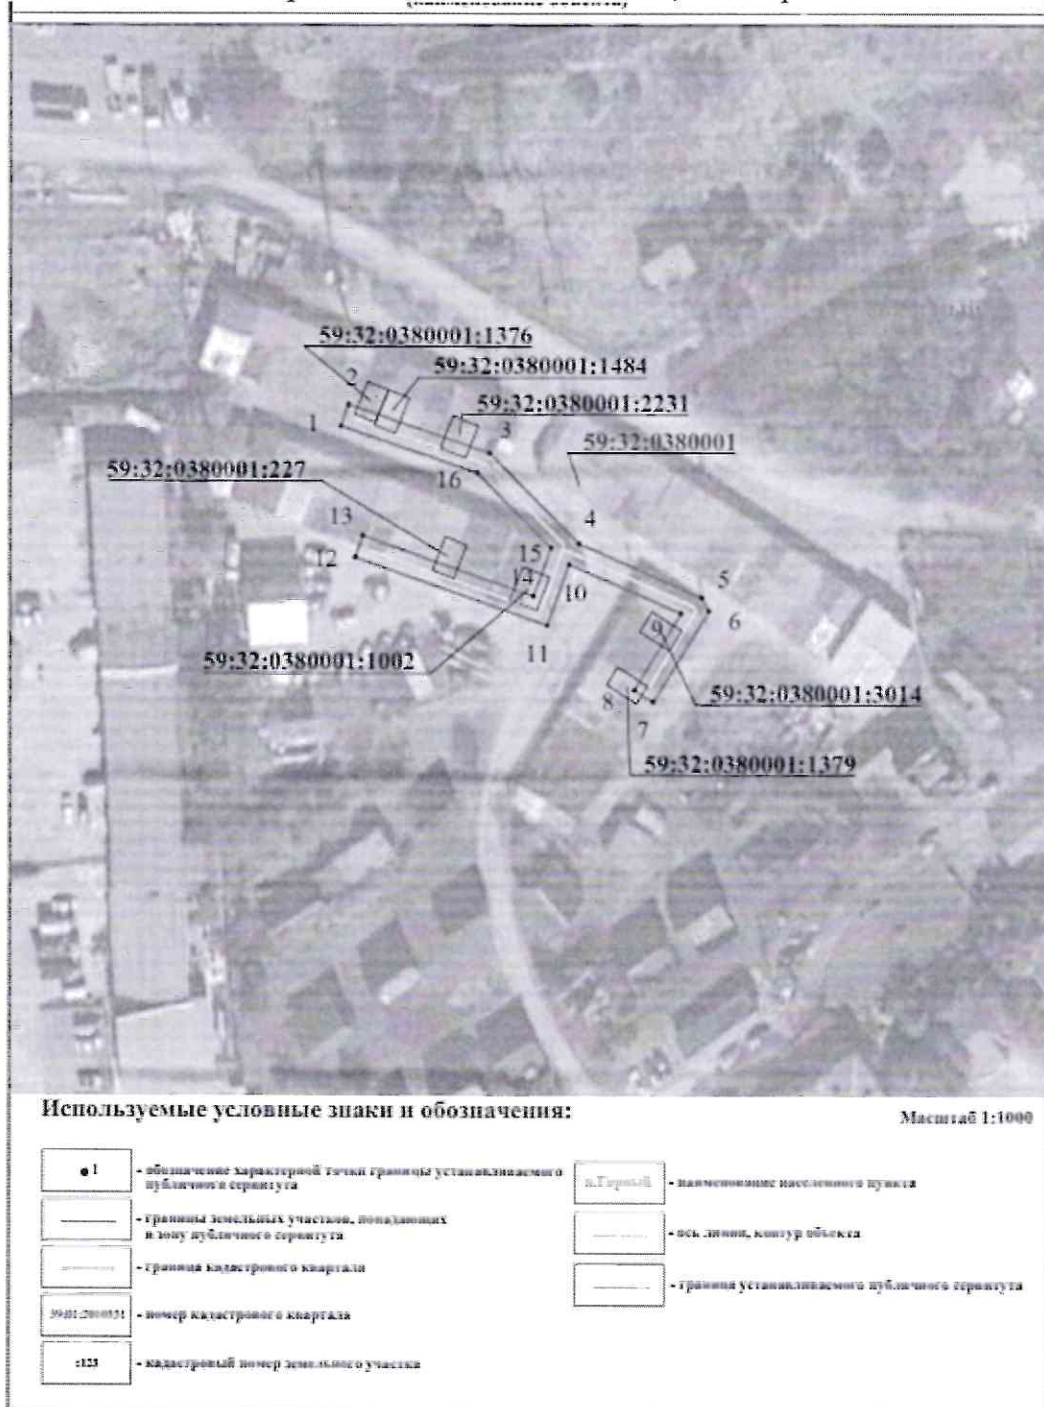 (наименование объекта)
59:32:0380001:1376
2
59:32:0380001:1484
59:32:0380001:2231
1
3
59:32:0380001
59:32:0380001:227
16
13
4
12
15
14
10
5
6
9
11
59:32:0380001:1002
59:32:0380001:3014
8
7
59:32:0380001:1379
Используемые условные знаки и обозначения:
Масштаб 1:1000
1
- обозначение характерной точки границы устанавливаемого
публичного сервитута
- границы земельных участков, попадающих
в зону публичного сервитута
- граница кадастрового квартала
- номер кадастрового квартала
:123
- кадастровый номер земельного участка
п.Горный
- наименование населенного пункта
- ось линии, контур объекта
- граница устанавливаемого публичного сервитута